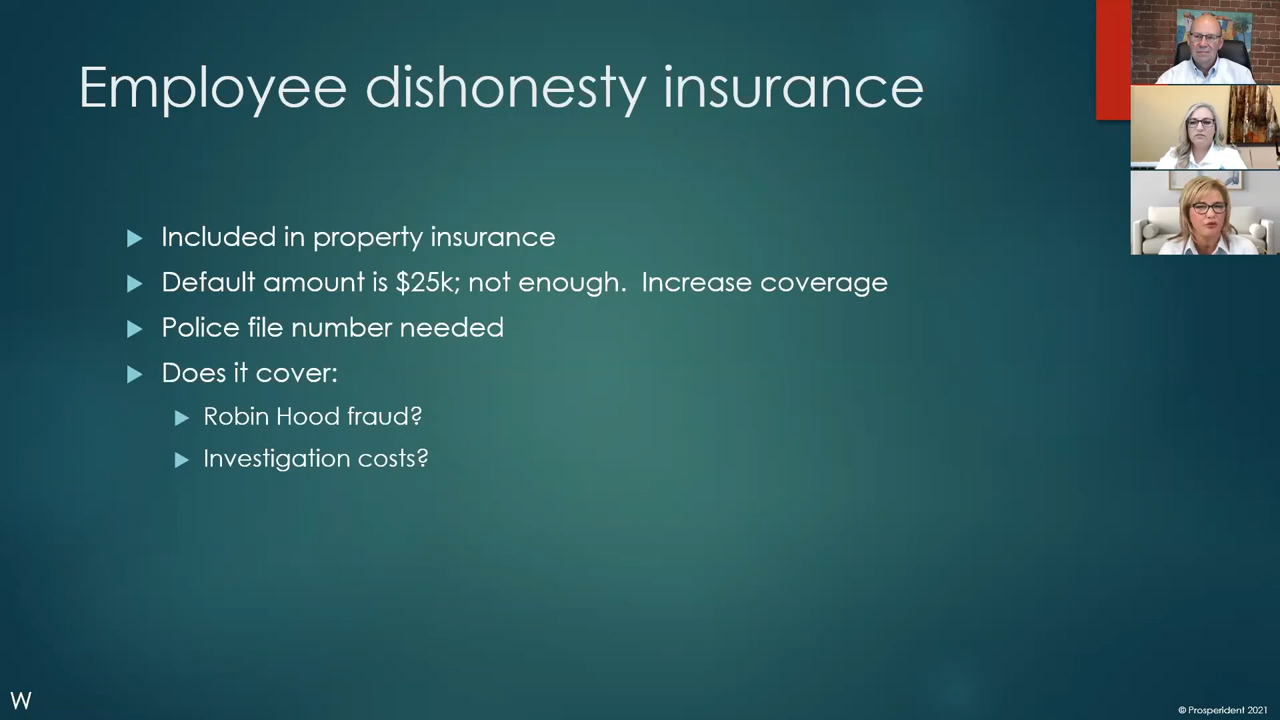 Employee dishonesty insurance
Included in property insurance
Default amount is $25k; not enough.  Increase coverage
Police file number needed
Does it cover:
Robin Hood fraud?
Investigation costs?
W
© Prosperident 2021